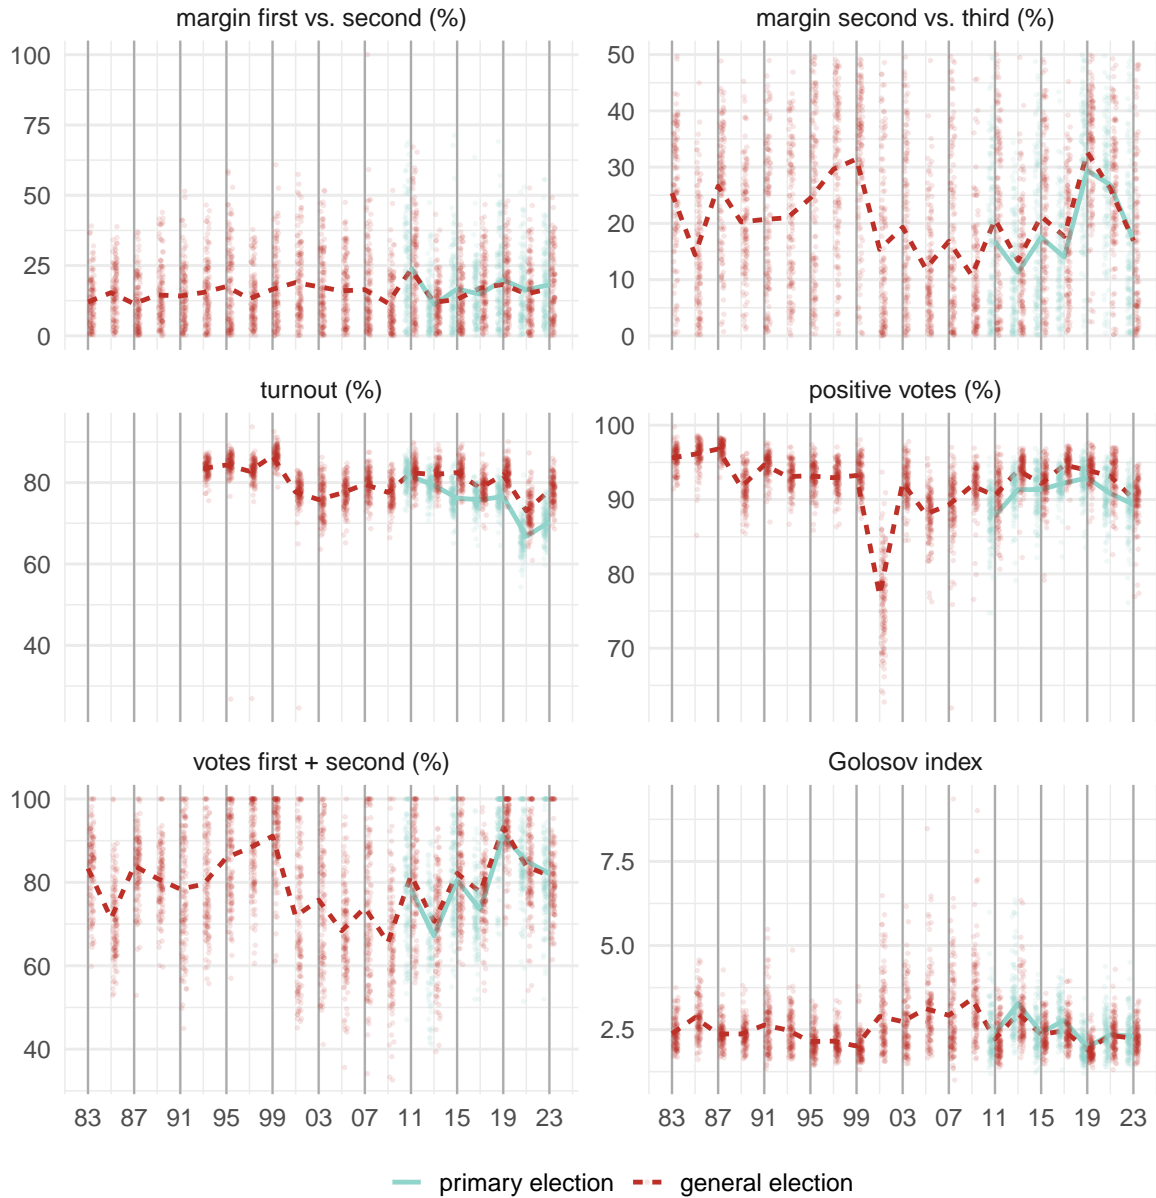 margin first vs. second (%)
margin second vs. third (%)
100
75
50
25
0
50
40
30
20
10
0
turnout (%)
positive votes (%)
80
60
40
100
90
80
70
votes first + second (%)
Golosov index
100
80
60
40
7.5
5.0
2.5
83 87 91 95 99 03 07 11 15 19 23
83 87 91 95 99 03 07 11 15 19 23
primary election general election